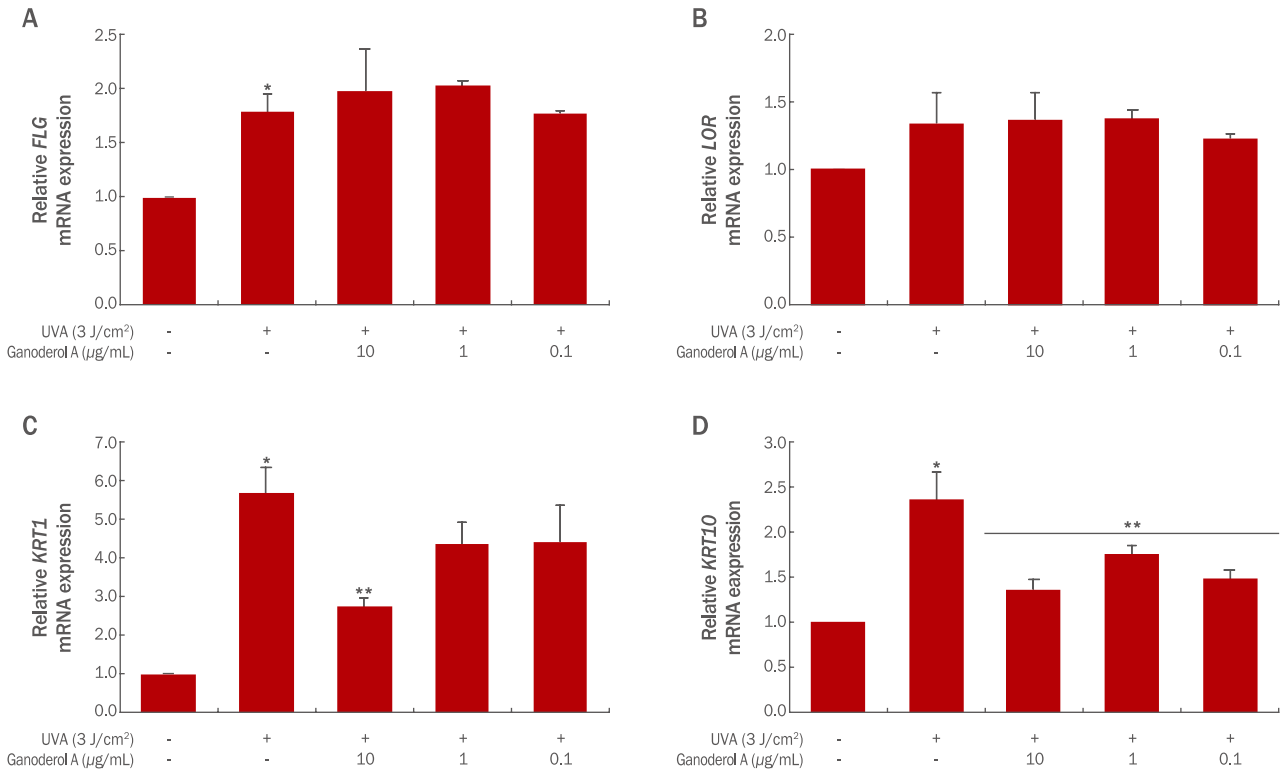 A
Relative FLG
mRNA expression
2.5
2.0
1.5
1.0
0.5
0.0
*
UVA (3 J/cm²) - + + + +
Ganoderol A (µg/mL) - - 10 1 0.1
B
Relative LOR
mRNA expression
2.0
1.5
1.0
0.5
0.0
UVA (3 J/cm²) - + + + +
Ganoderol A (µg/mL) - - 10 1 0.1
C
Relative KRT1
mRNA expression
7.0
6.0
5.0
4.0
3.0
2.0
1.0
0.0
*
**
UVA (3 J/cm²) - + + + +
Ganoderol A (µg/mL) - - 10 1 0.1
D
Relative KRT10
mRNA eaxpression
3.0
2.5
2.0
1.5
1.0
0.5
0.0
*
**
UVA (3 J/cm²) - + + + +
Ganoderol A (µg/mL) - - 10 1 0.1